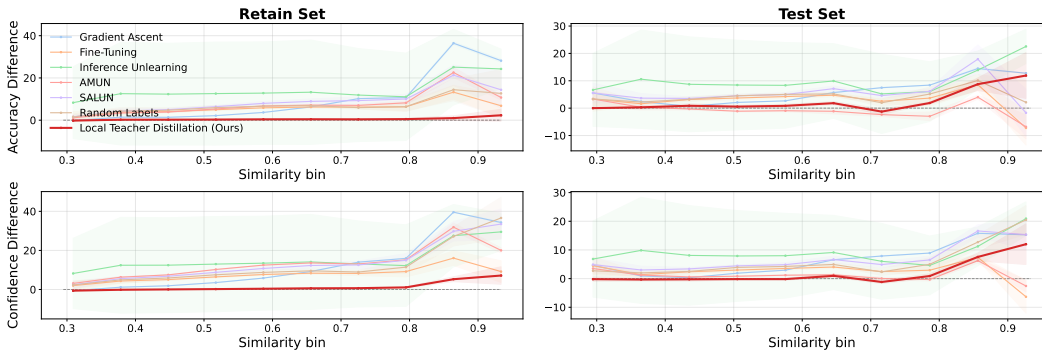 Retain Set
Test Set
Accuracy Difference
40
20
0
Gradient Ascent
Fine-Tuning
Inference Unlearning
AMUN
SALUN
Random Labels
Local Teacher Distillation (Ours)
0.3 0.4 0.5 0.6 0.7 0.8 0.9
Similarity bin
30
20
10
0
−10
0.3 0.4 0.5 0.6 0.7 0.8 0.9
Similarity bin
Confidence Difference
40
20
0
0.3 0.4 0.5 0.6 0.7 0.8 0.9
Similarity bin
30
20
10
0
−10
0.3 0.4 0.5 0.6 0.7 0.8 0.9
Similarity bin